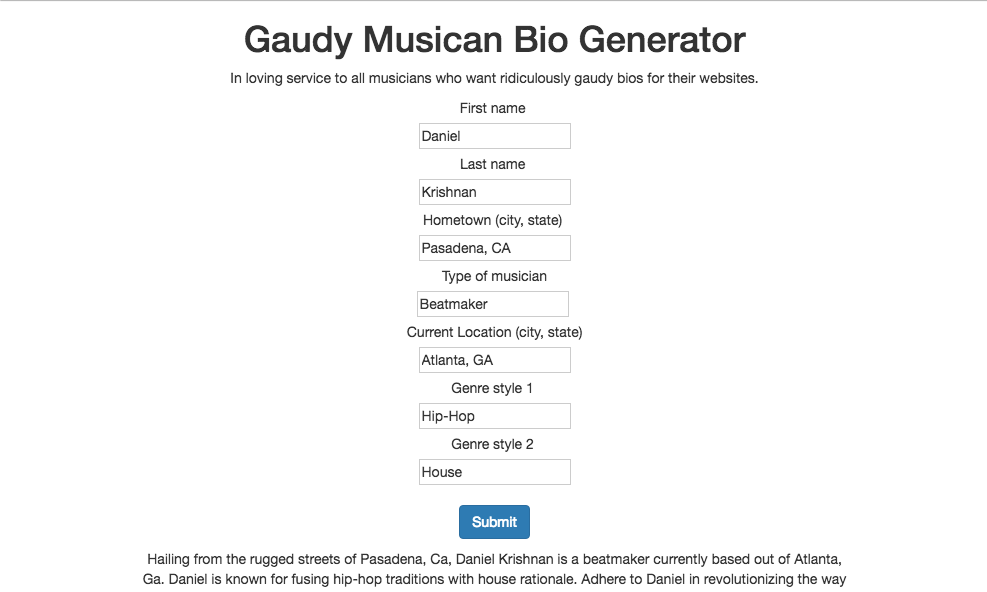 Gaudy Musican Bio Generator
In loving service to all musicians who want ridiculously gaudy bios for their websites.
First name
Daniel
Last name
Krishnan
Hometown (city, state)
Pasadena, CA
Type of musician
Beatmaker
Current Location (city, state)
Atlanta, GA
Genre style 1
Hip-Hop
Genre style 2
House
Submit
Hailing from the rugged streets of Pasadena, Ca, Daniel Krishnan is a beatmaker currently based out of Atlanta,
Ga. Daniel is known for fusing hip-hop traditions with house rationale. Adhere to Daniel in revolutionizing the way